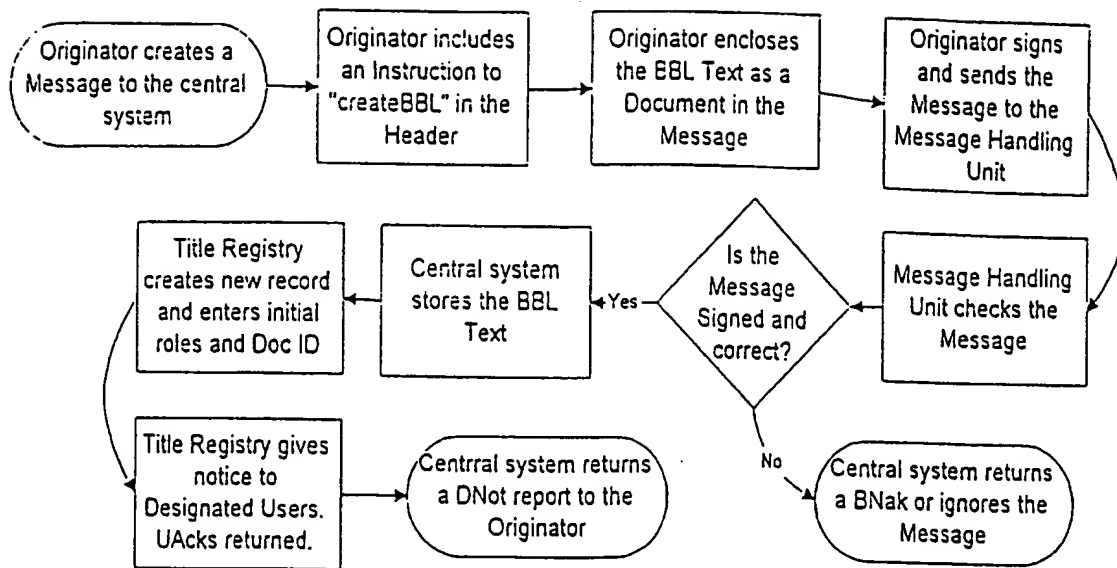 Originator creates a
Message to the central
system
Originator includes
an Instruction to
"createBBL" in the
Header
Originator encloses
the BBL Text as a
Document in the
Message
Originator signs
and sends the
Message to the
Message Handling
Unit
Message Handling
Unit checks the
Message
Is the
Message
Signed and
correct?
Yes
Central system
stores the BBL
Text
Title Registry
creates new record
and enters initial
roles and Doc ID
Title Registry gives
notice to
Designated Users.
UAcks returned.
Centrral system returns
a DNot report to the
Originator
No
Central system returns
a BNak or ignores the
Message